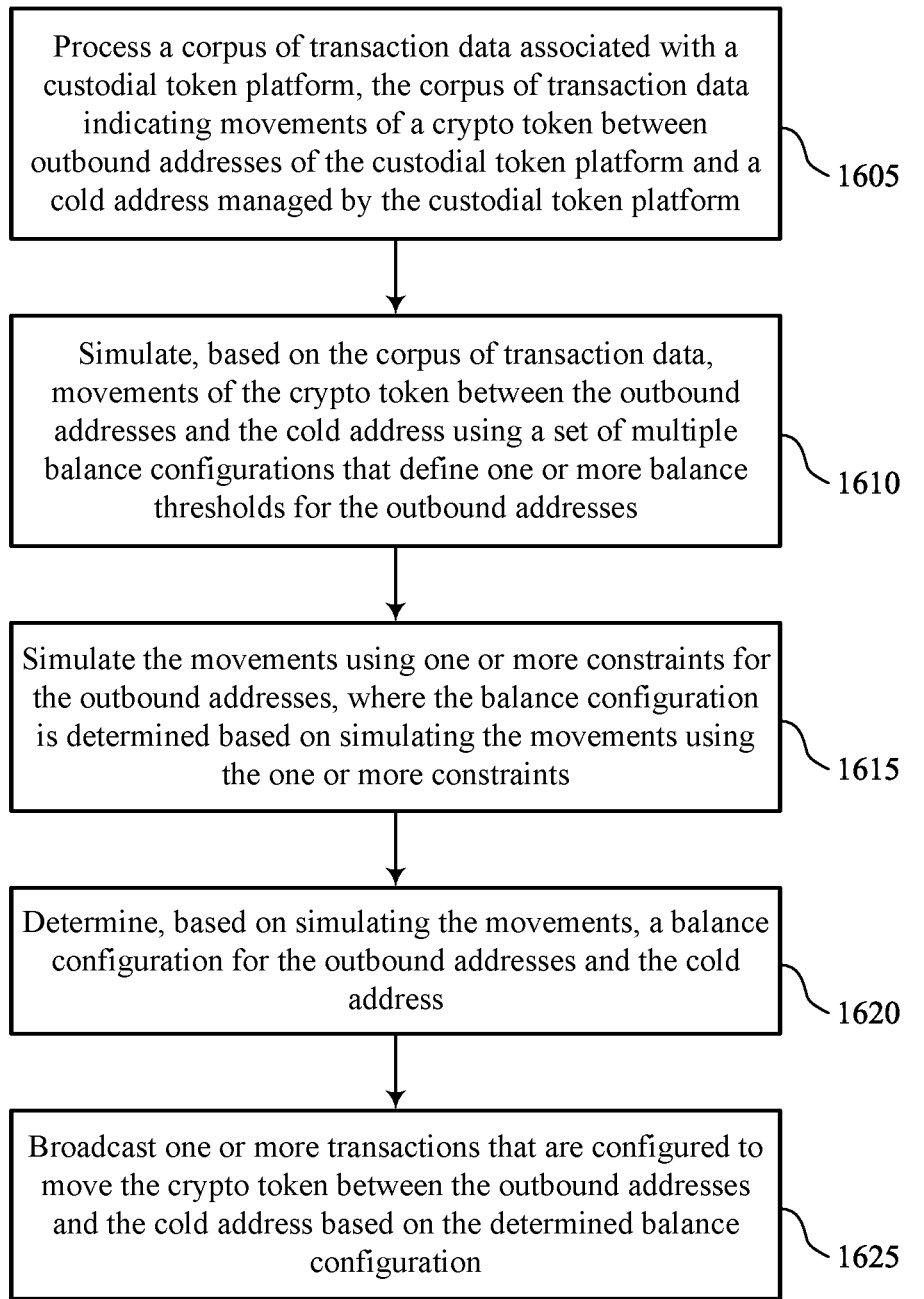 Process a corpus of transaction data associated with a
custodial token platform, the corpus of transaction data
indicating movements of a crypto token between
outbound addresses of the custodial token platform and a
cold address managed by the custodial token platform
1605
Simulate, based on the corpus of transaction data,
movements of the crypto token between the outbound
addresses and the cold address using a set of multiple
balance configurations that define one or more balance
thresholds for the outbound addresses
1610
Simulate the movements using one or more constraints for
the outbound addresses, where the balance configuration
is determined based on simulating the movements using
the one or more constraints
1615
Determine, based on simulating the movements, a balance
configuration for the outbound addresses and the cold
address
1620
Broadcast one or more transactions that are configured to
move the crypto token between the outbound addresses
and the cold address based on the determined balance
configuration
1625